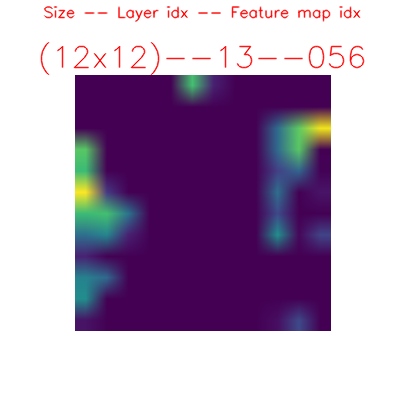 Size -- Layer idx -- Feature map idx
(12x12)--13--056